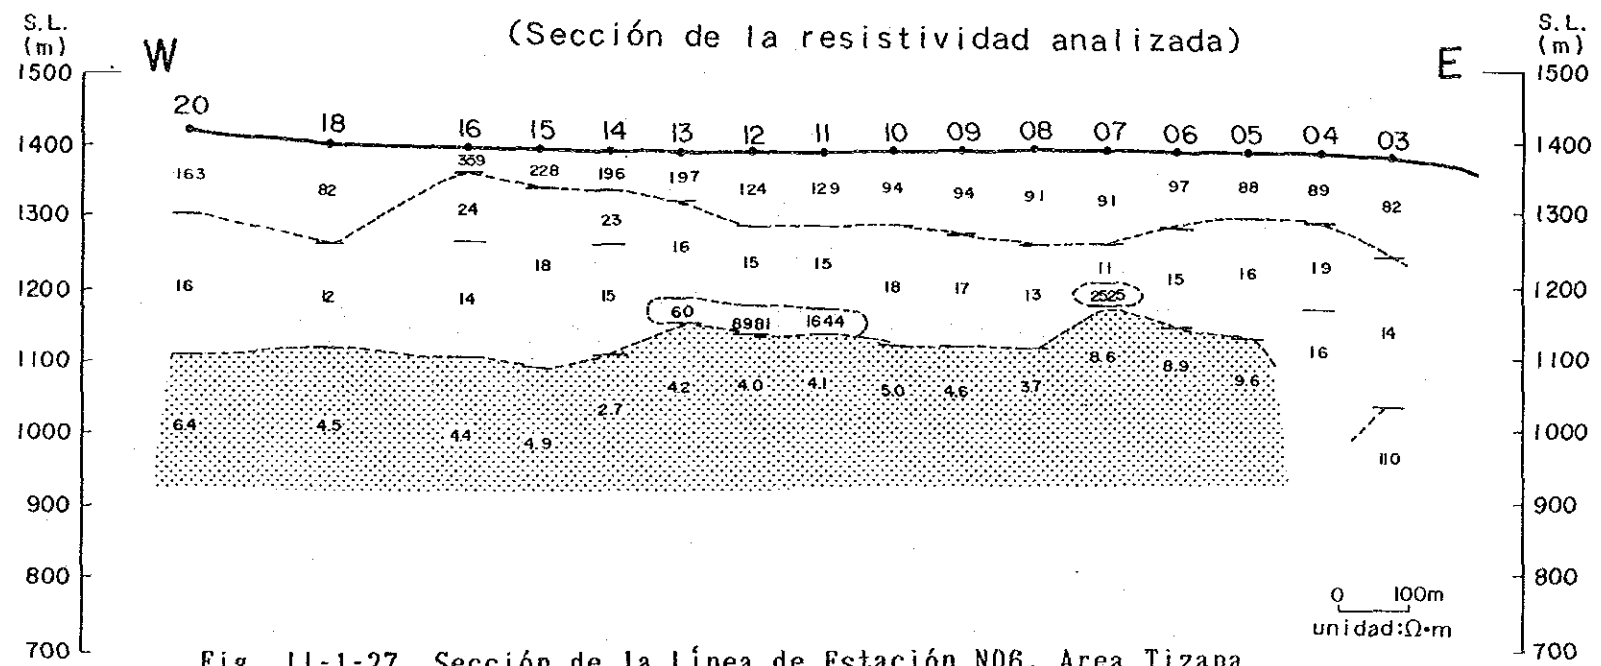 S.L.
(m)
W
(Sección de la resistividad analizada)
E
S.L.
(m)
1500
1500
20 18 16 15 14 13 12 11 10 09 08 07 06 05 04 03
1400
1400
163 82 359 228 196 197 124 129 94 94 91 91 97 88 89 82
1300
1300
24 23 16
18 15 15 18 17 13 11 15 16 19
1200
1200
16 12 14 15
60 8981 1644 2525
14
16
1100
1100
6.4 4.5 4.4 4.9 2.7 4.2 4.0 4.1 5.0 4.6 3.7 8.6 8.9 9.6
1000
1000
110
900
900
800
800
0 100m
unidad:Ω·m
700
700
Fig. II-1-27 Sección de la Línea de Estación N06, Area Tizapa